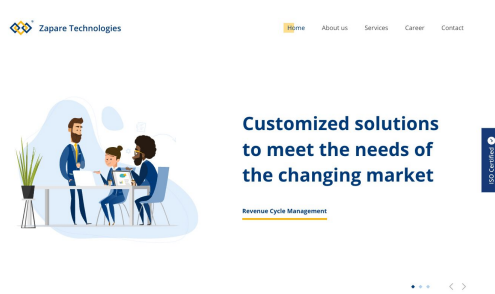 Zapare Technologies
Home About us Services Career Contact
Customized solutions
to meet the needs of
the changing market
ISO Certified
Revenue Cycle Management